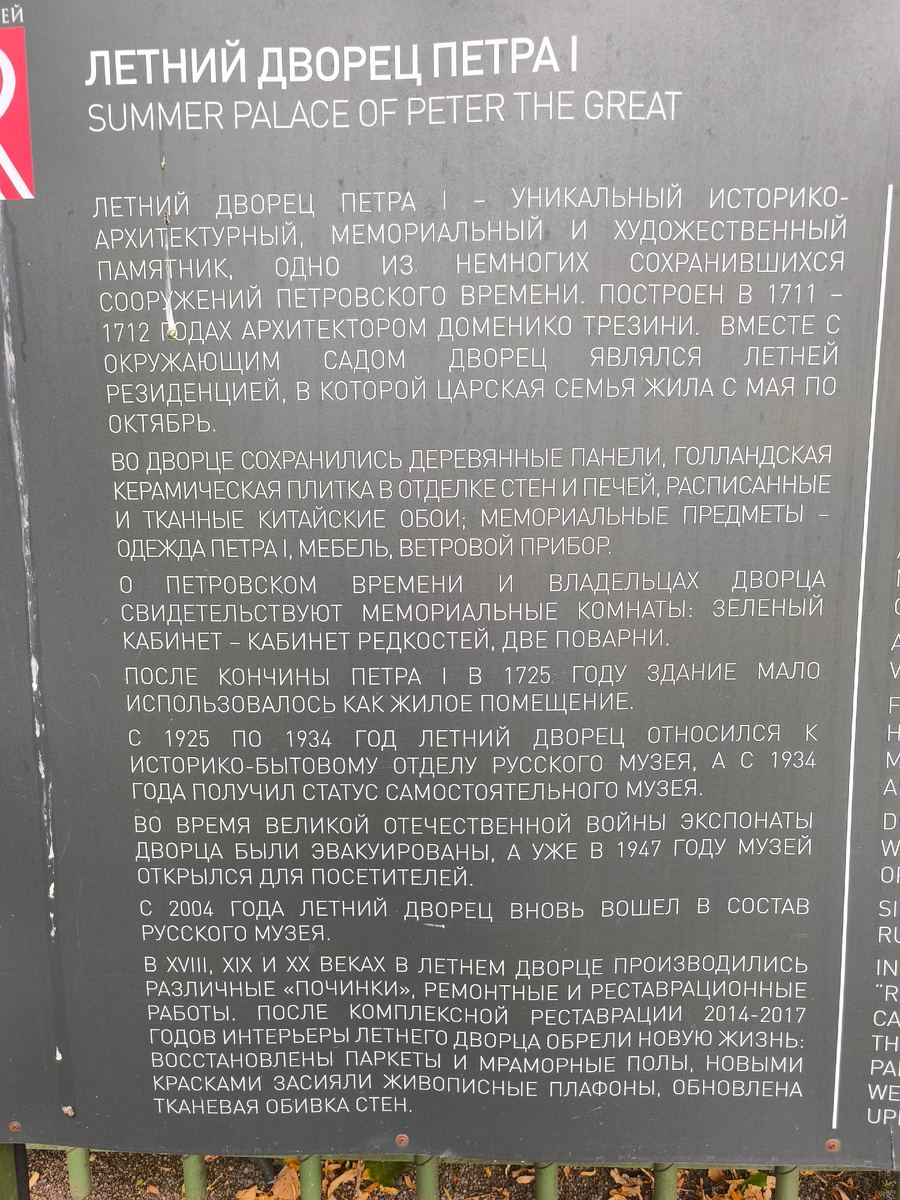 ЕЙ
ЛЕТНИЙ ДВОРЕЦ ПЕТРА I
SUMMER PALACE OF PETER THE GREAT
ЛЕТНИЙ ДВОРЕЦ ПЕТРА I – УНИКАЛЬНЫЙ ИСТОРИКО-
АРХИТЕКТУРНЫЙ, МЕМОРИАЛЬНЫЙ И ХУДОЖЕСТВЕННЫЙ
ПАМЯТНИК, ОДНО ИЗ НЕМНОГИХ СОХРАНИВШИХСЯ
СООРУЖЕНИЙ ПЕТРОВСКОГО ВРЕМЕНИ. ПОСТРОЕН В 1711 –
1712 ГОДАХ АРХИТЕКТОРОМ ДОМЕНИКО ТРЕЗИНИ. ВМЕСТЕ С
ОКРУЖАЮЩИМ САДОМ ДВОРЕЦ ЯВЛЯЛСЯ ЛЕТНЕЙ
РЕЗИДЕНЦИЕЙ, В КОТОРОЙ ЦАРСКАЯ СЕМЬЯ ЖИЛА С МАЯ ПО
ОКТЯБРЬ.
ВО ДВОРЦЕ СОХРАНИЛИСЬ ДЕРЕВЯННЫЕ ПАНЕЛИ, ГОЛЛАНДСКАЯ
КЕРАМИЧЕСКАЯ ПЛИТКА В ОТДЕЛКЕ СТЕН И ПЕЧЕЙ, РАСПИСАННЫЕ
И ТКАННЫЕ КИТАЙСКИЕ ОБОИ; МЕМОРИАЛЬНЫЕ ПРЕДМЕТЫ –
ОДЕЖДА ПЕТРА I, МЕБЕЛЬ, ВЕТРОВОЙ ПРИБОР.
О ПЕТРОВСКОМ ВРЕМЕНИ И ВЛАДЕЛЬЦАХ ДВОРЦА
СВИДЕТЕЛЬСТВУЮТ МЕМОРИАЛЬНЫЕ КОМНАТЫ: ЗЕЛЕНЫЙ
КАБИНЕТ – КАБИНЕТ РЕДКОСТЕЙ, ДВЕ ПОВАРНИ.
ПОСЛЕ КОНЧИНЫ ПЕТРА I В 1725 ГОДУ ЗДАНИЕ МАЛО
ИСПОЛЬЗОВАЛОСЬ КАК ЖИЛОЕ ПОМЕЩЕНИЕ.
С 1925 ПО 1934 ГОД ЛЕТНИЙ ДВОРЕЦ ОТНОСИЛСЯ К
ИСТОРИКО-БЫТОВОМУ ОТДЕЛУ РУССКОГО МУЗЕЯ, А С 1934
ГОДА ПОЛУЧИЛ СТАТУС САМОСТОЯТЕЛЬНОГО МУЗЕЯ.
ВО ВРЕМЯ ВЕЛИКОЙ ОТЕЧЕСТВЕННОЙ ВОЙНЫ ЭКСПОНАТЫ
ДВОРЦА БЫЛИ ЭВАКУИРОВАНЫ, А УЖЕ В 1947 ГОДУ МУЗЕЙ
ОТКРЫЛСЯ ДЛЯ ПОСЕТИТЕЛЕЙ.
С 2004 ГОДА ЛЕТНИЙ ДВОРЕЦ ВНОВЬ ВОШЕЛ В СОСТАВ
РУССКОГО МУЗЕЯ.
В XVIII, XIX И XX ВЕКАХ В ЛЕТНЕМ ДВОРЦЕ ПРОИЗВОДИЛИСЬ
РАЗЛИЧНЫЕ «ПОЧИНКИ», РЕМОНТНЫЕ И РЕСТАВРАЦИОННЫЕ
РАБОТЫ. ПОСЛЕ КОМПЛЕКСНОЙ РЕСТАВРАЦИИ 2014-2017
ГОДОВ ИНТЕРЬЕРЫ ЛЕТНЕГО ДВОРЦА ОБРЕЛИ НОВУЮ ЖИЗНЬ:
ВОССТАНОВЛЕНЫ ПАРКЕТЫ И МРАМОРНЫЕ ПОЛЫ, НОВЫМИ
КРАСКАМИ ЗАСИЯЛИ ЖИВОПИСНЫЕ ПЛАФОНЫ, ОБНОВЛЕНА
ТКАНЕВАЯ ОБИВКА СТЕН.